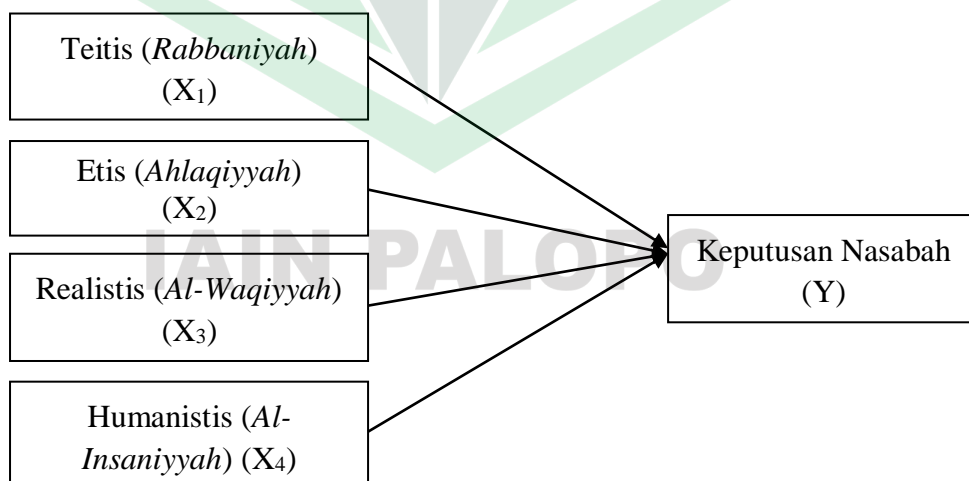 Teitis (Rabbaniyah)
(X₁)
Etis (Ahlaqiyyah)
(X₂)
Realistis (Al-Waqiyyah)
(X₃)
Humanistis (Al-
Insaniyyah) (X₄)
Keputusan Nasabah
(Y)
IAIN PALOPO